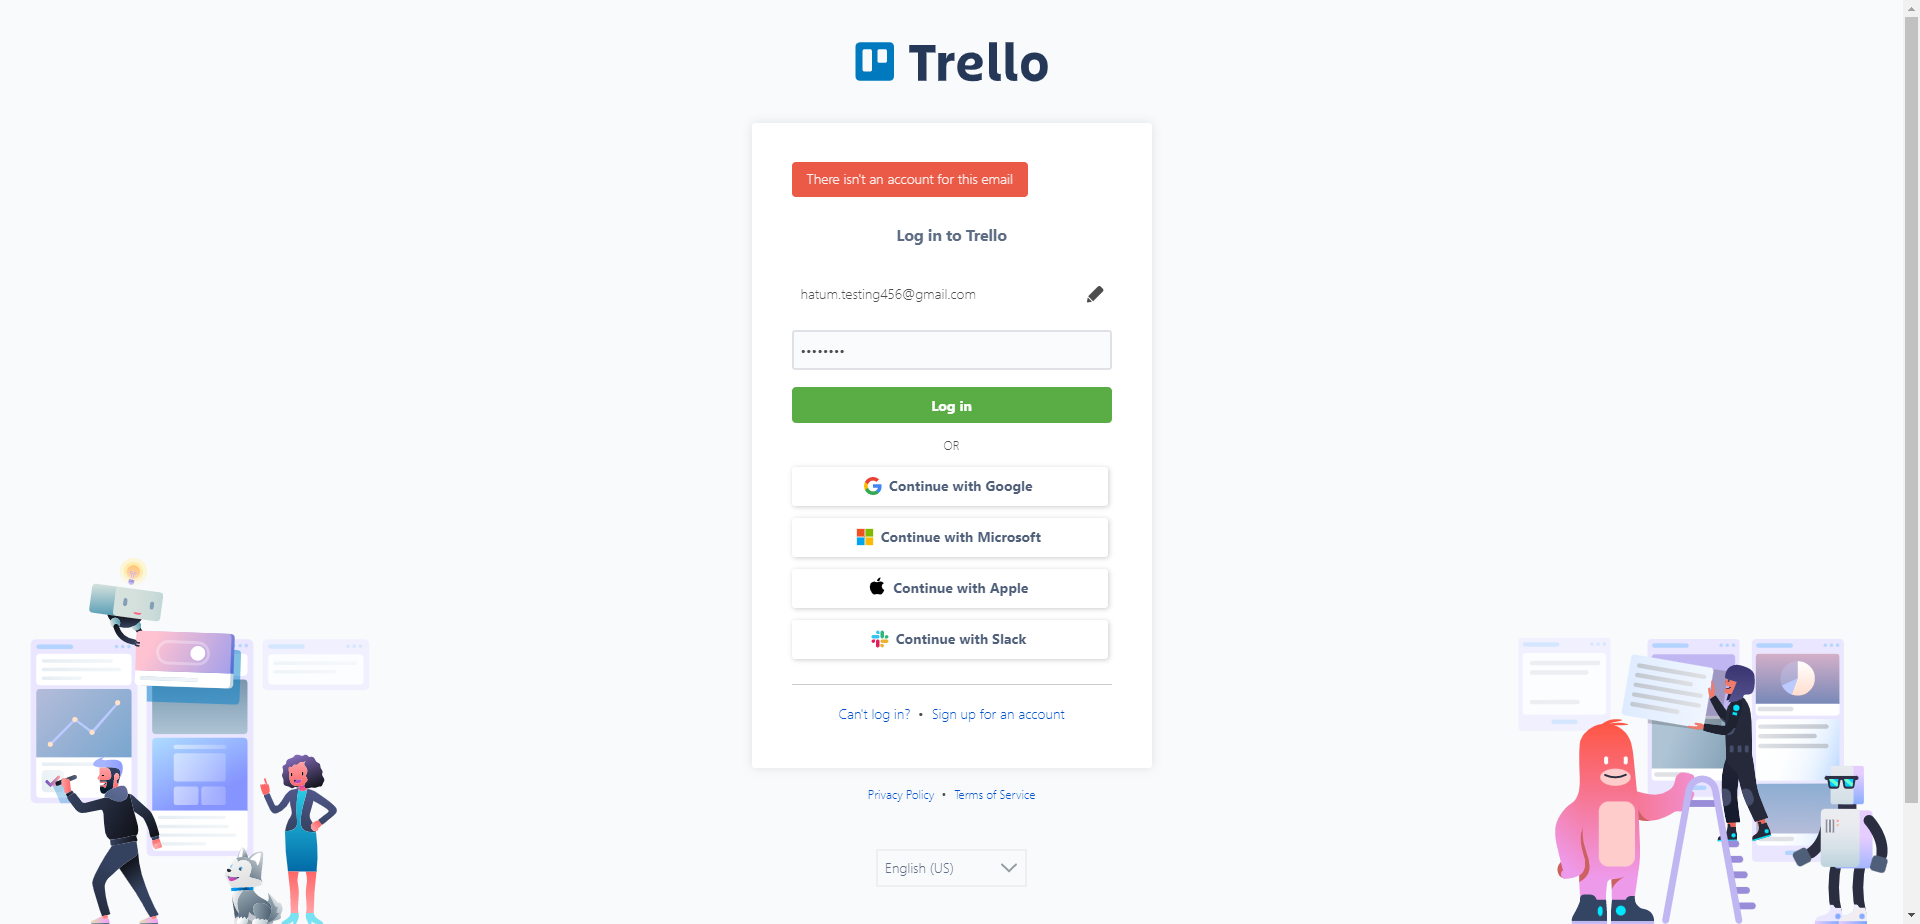 Trello
There isn't an account for this email
Log in to Trello
hatum.testing456@gmail.com
••••••••
Log in
OR
Continue with Google
Continue with Microsoft
Continue with Apple
Continue with Slack
Can't log in? • Sign up for an account
Privacy Policy • Terms of Service
English (US)